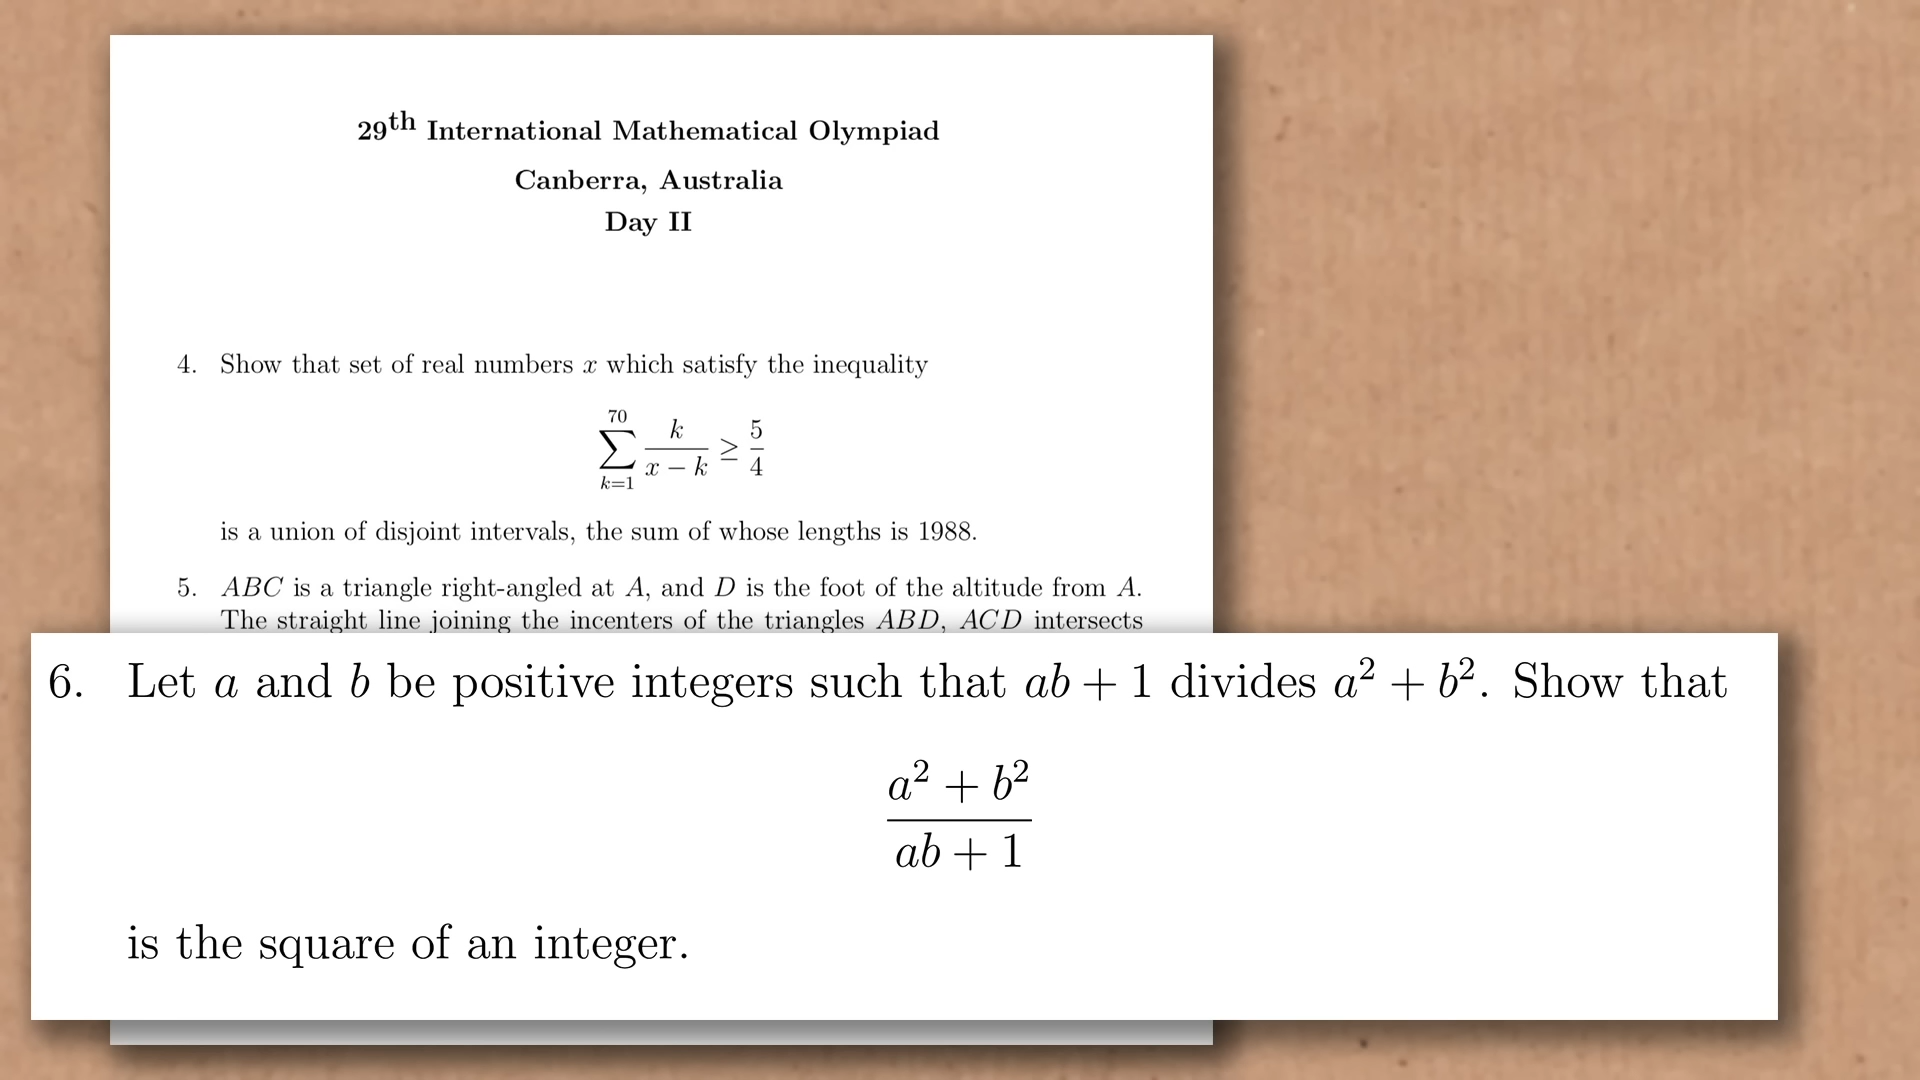 29th International Mathematical Olympiad
Canberra, Australia
Day II
4. Show that set of real numbers x which satisfy the inequality
70
∑ k/(x − k) ≥ 5/4
k=1
is a union of disjoint intervals, the sum of whose lengths is 1988.
5. ABC is a triangle right-angled at A, and D is the foot of the altitude from A.
The straight line joining the incenters of the triangles ABD, ACD intersects
6. Let a and b be positive integers such that ab + 1 divides a² + b². Show that
a² + b²
ab + 1
is the square of an integer.